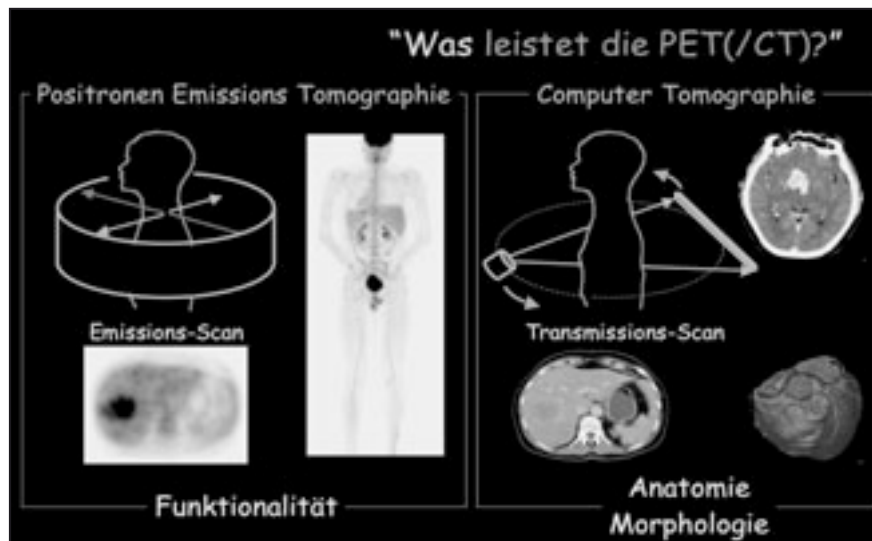 "Was leistet die PET(/CT)?"
Positronen Emissions Tomographie
Emissions-Scan
Funktionalität
Computer Tomographie
Transmissions-Scan
Anatomie
Morphologie